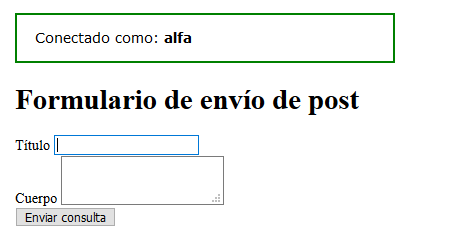 Conectado como: alfa
Formulario de envío de post
Título
Cuerpo
Enviar consulta